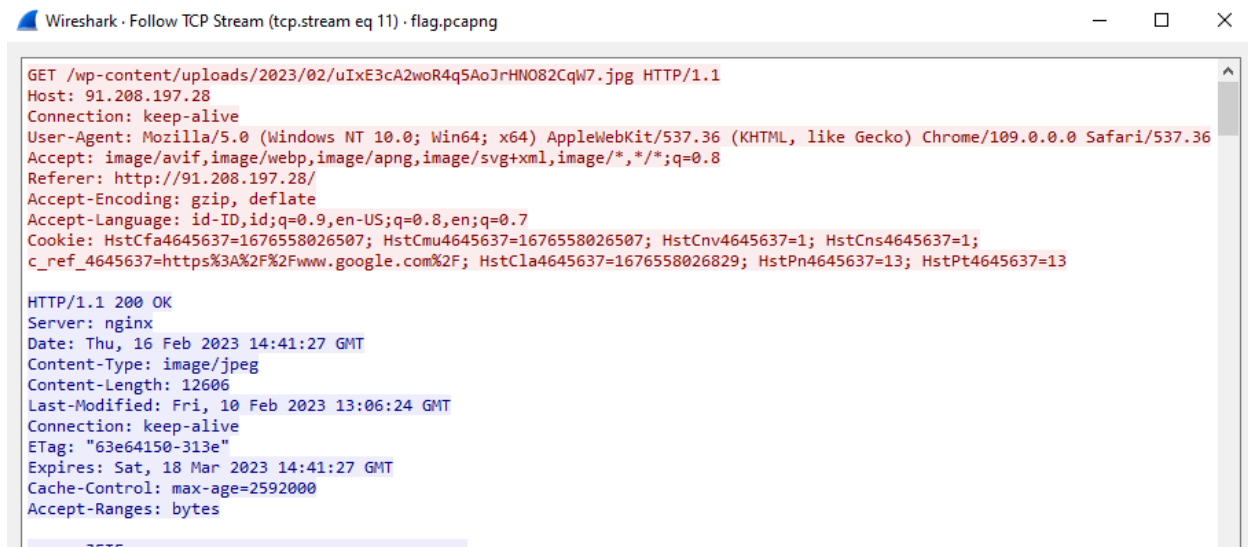 Wireshark · Follow TCP Stream (tcp.stream eq 11) · flag.pcapng
GET /wp-content/uploads/2023/02/uIxE3cA2woR4q5AoJrHNO82CqW7.jpg HTTP/1.1
Host: 91.208.197.28
Connection: keep-alive
User-Agent: Mozilla/5.0 (Windows NT 10.0; Win64; x64) AppleWebKit/537.36 (KHTML, like Gecko) Chrome/109.0.0.0 Safari/537.36
Accept: image/avif,image/webp,image/apng,image/svg+xml,image/*,*/*;q=0.8
Referer: http://91.208.197.28/
Accept-Encoding: gzip, deflate
Accept-Language: id-ID,id;q=0.9,en-US;q=0.8,en;q=0.7
Cookie: HstCfa4645637=1676558026507; HstCmu4645637=1676558026507; HstCnv4645637=1; HstCns4645637=1;
c_ref_4645637=https%3A%2F%2Fwww.google.com%2F; HstCla4645637=1676558026829; HstPn4645637=13; HstPt4645637=13
HTTP/1.1 200 OK
Server: nginx
Date: Thu, 16 Feb 2023 14:41:27 GMT
Content-Type: image/jpeg
Content-Length: 12606
Last-Modified: Fri, 10 Feb 2023 13:06:24 GMT
Connection: keep-alive
ETag: "63e64150-313e"
Expires: Sat, 18 Mar 2023 14:41:27 GMT
Cache-Control: max-age=2592000
Accept-Ranges: bytes